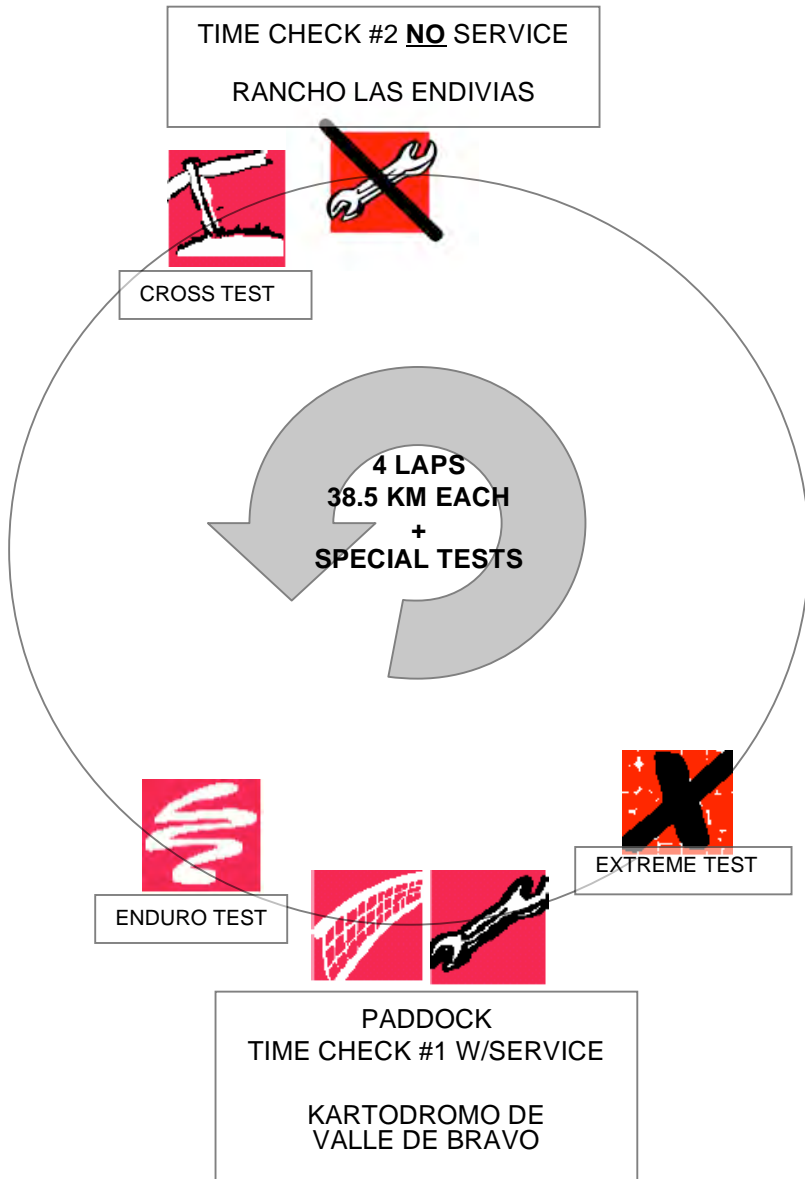 TIME CHECK #2 NO SERVICE
RANCHO LAS ENDIVIAS
CROSS TEST
4 LAPS
38.5 KM EACH
+
SPECIAL TESTS
EXTREME TEST
ENDURO TEST
PADDOCK
TIME CHECK #1 W/SERVICE
KARTODROMO DE
VALLE DE BRAVO